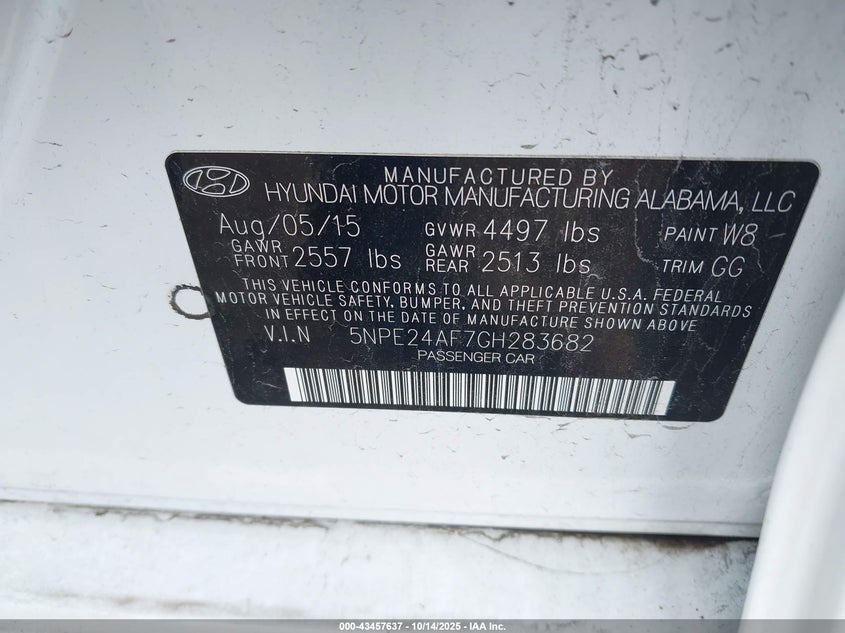 MANUFACTURED BY
HYUNDAI MOTOR MANUFACTURING ALABAMA, LLC
Aug/05/15 GVWR 4497 lbs PAINT W8
GAWR FRONT 2557 lbs GAWR REAR 2513 lbs TRIM GG
THIS VEHICLE CONFORMS TO ALL APPLICABLE U.S.A. FEDERAL
MOTOR VEHICLE SAFETY, BUMPER, AND THEFT PREVENTION STANDARDS
IN EFFECT ON THE DATE OF MANUFACTURE SHOWN ABOVE
V.I.N 5NPE24AF7GH283682
PASSENGER CAR
000-43457637 - 10/14/2025 - IAA Inc.